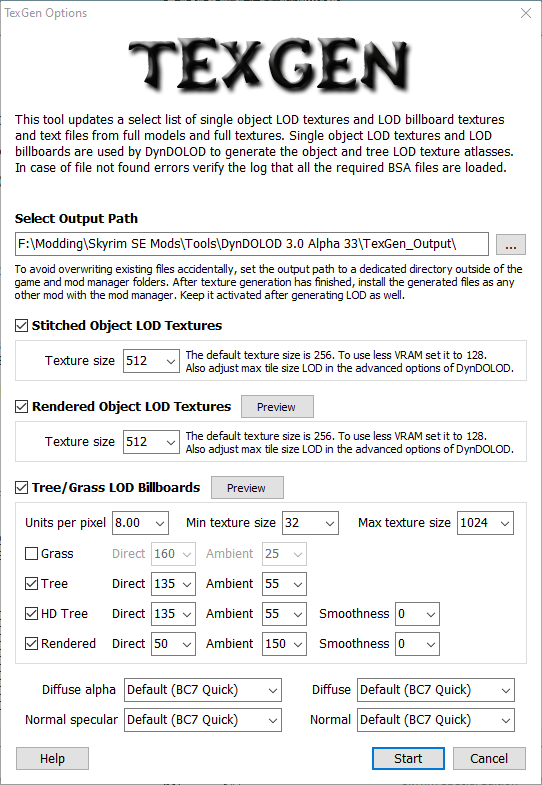 TexGen Options
TEXGEN
This tool updates a select list of single object LOD textures and LOD billboard textures
and text files from full models and full textures. Single object LOD textures and LOD
billboards are used by DynDOLOD to generate the object and tree LOD texture atlasses.
In case of file not found errors verify the log that all the required BSA files are loaded.
Select Output Path
F:\Modding\Skyrim SE Mods\Tools\DynDOLOD 3.0 Alpha 33\TexGen_Output\ ...
To avoid overwriting existing files accidentally, set the output path to a dedicated directory outside of the
game and mod manager folders. After texture generation has finished, install the generated files as any
other mod with the mod manager. Keep it activated after generating LOD as well.
Stitched Object LOD Textures
Texture size 512 The default texture size is 256. To use less VRAM set it to 128.
Also adjust max tile size LOD in the advanced options of DynDOLOD.
Rendered Object LOD Textures Preview
Texture size 512 The default texture size is 256. To use less VRAM set it to 128.
Also adjust max tile size LOD in the advanced options of DynDOLOD.
Tree/Grass LOD Billboards Preview
Units per pixel 8.00 Min texture size 32 Max texture size 1024
Grass Direct 160 Ambient 25
Tree Direct 135 Ambient 55
HD Tree Direct 135 Ambient 55 Smoothness 0
Rendered Direct 50 Ambient 150 Smoothness 0
Diffuse alpha Default (BC7 Quick) Diffuse Default (BC7 Quick)
Normal specular Default (BC7 Quick) Normal Default (BC7 Quick)
Help Start Cancel